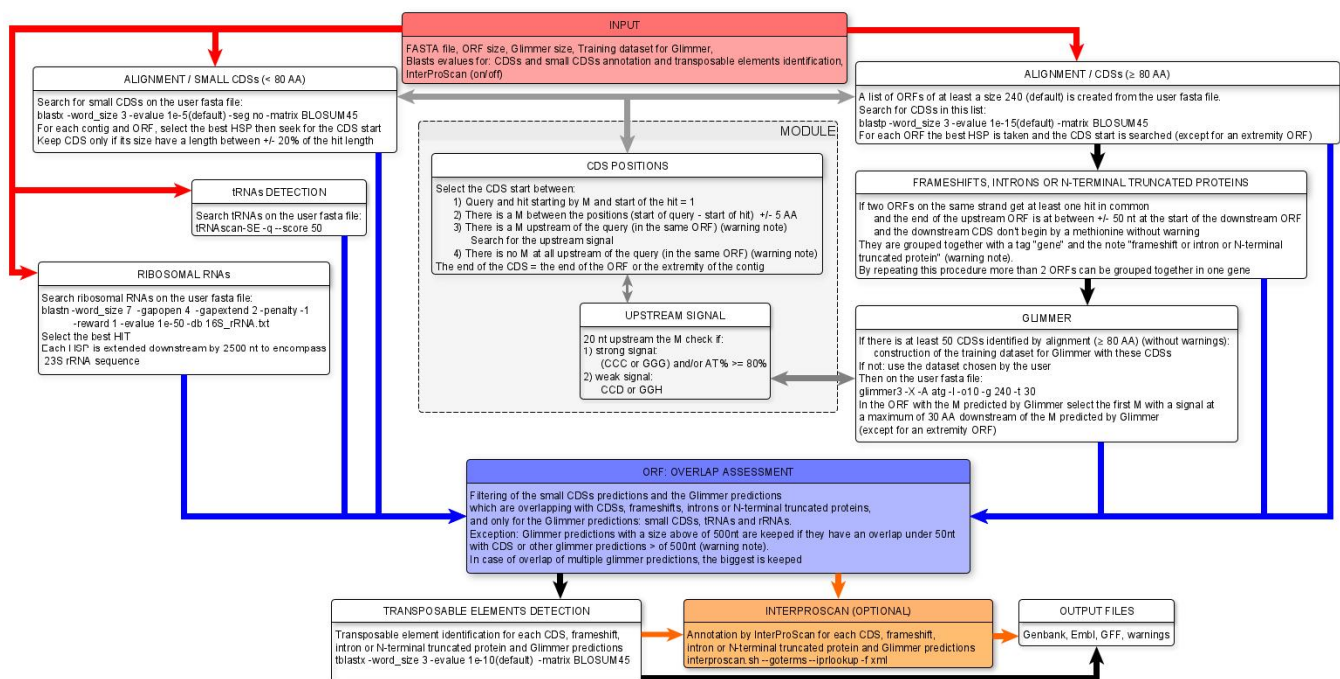 INPUT
FASTA file, ORF size, Glimmer size, Training dataset for Glimmer,
Blasts evalues for: CDSs and small CDSs annotation and transposable elements identification,
InterProScan (on/off)
ALIGNMENT / SMALL CDSs (< 80 AA)
Search for small CDSs on the user fasta file:
blastx -word_size 3 -evalue 1e-5(default) -seg no -matrix BLOSUM45
For each contig and ORF, select the best HSP then seek for the CDS start
Keep CDS only if its size have a length between +/- 20% of the hit length
ALIGNMENT / CDSs (≥ 80 AA)
A list of ORFs of at least a size 240 (default) is created from the user fasta file.
Search for CDSs in this list:
blastp -word_size 3 -evalue 1e-15(default) -matrix BLOSUM45
For each ORF the best HSP is taken and the CDS start is searched (except for an extremity ORF)
MODULE
CDS POSITIONS
Select the CDS start between:
1) Query and hit starting by M and start of the hit = 1
2) There is a M between the positions (start of query - start of hit) +/- 5 AA
3) There is a M upstream of the query (in the same ORF) (warning note)
Search for the upstream signal
4) There is no M at all upstream of the query (in the same ORF) (warning note)
The end of the CDS = the end of the ORF or the extremity of the contig
tRNAs DETECTION
Search tRNAs on the user fasta file:
tRNAscan-SE -q --score 50
FRAMESHIFTS, INTRONS OR N-TERMINAL TRUNCATED PROTEINS
If two ORFs on the same strand get at least one hit in common
and the end of the upstream ORF is at between +/- 50 nt at the start of the downstream ORF
and the downstream CDS don't begin by a methionine without warning
They are grouped together with a tag "gene" and the note "frameshift or intron or N-terminal
truncated protein" (warning note).
By repeating this procedure more than 2 ORFs can be grouped together in one gene
RIBOSOMAL RNAs
Search ribosomal RNAs on the user fasta file:
blastn -word_size 7 -gapopen 4 -gapextend 2 -penalty -1
-reward 1 -evalue 1e-50 -db 16S_rRNA.txt
Select the best HIT
Each HSP is extended downstream by 2500 nt to encompass
23S rRNA sequence
UPSTREAM SIGNAL
20 nt upstream the M check if:
1) strong signal:
(CCC or GGG) and/or AT% >= 80%
2) weak signal:
CCD or GGH
GLIMMER
If there is at least 50 CDSs identified by alignment (≥ 80 AA) (without warnings):
construction of the training dataset for Glimmer with these CDSs
If not: use the dataset chosen by the user
Then on the user fasta file:
glimmer3 -X -A atg -l -o10 -g 240 -t 30
In the ORF with the M predicted by Glimmer select the first M with a signal at
a maximum of 30 AA downstream of the M predicted by Glimmer
(except for an extremity ORF)
ORF: OVERLAP ASSESSMENT
Filtering of the small CDSs predictions and the Glimmer predictions
which are overlapping with CDSs, frameshifts, introns or N-terminal truncated proteins,
and only for the Glimmer predictions: small CDSs, tRNAs and rRNAs.
Exception: Glimmer predictions with a size above of 500nt are keeped if they have an overlap under 50nt
with CDS or other glimmer predictions > of 500nt (warning note).
In case of overlap of multiple glimmer predictions, the biggest is keeped
TRANSPOSABLE ELEMENTS DETECTION
Transposable element identification for each CDS, frameshift,
intron or N-terminal truncated protein and Glimmer predictions
tblastx -word_size 3 -evalue 1e-10(default) -matrix BLOSUM45
INTERPROSCAN (OPTIONAL)
Annotation by InterProScan for each CDS, frameshift,
intron or N-terminal truncated protein and Glimmer predictions
interproscan.sh --goterms --iprlookup -f xml
OUTPUT FILES
Genbank, Embl, GFF, warnings